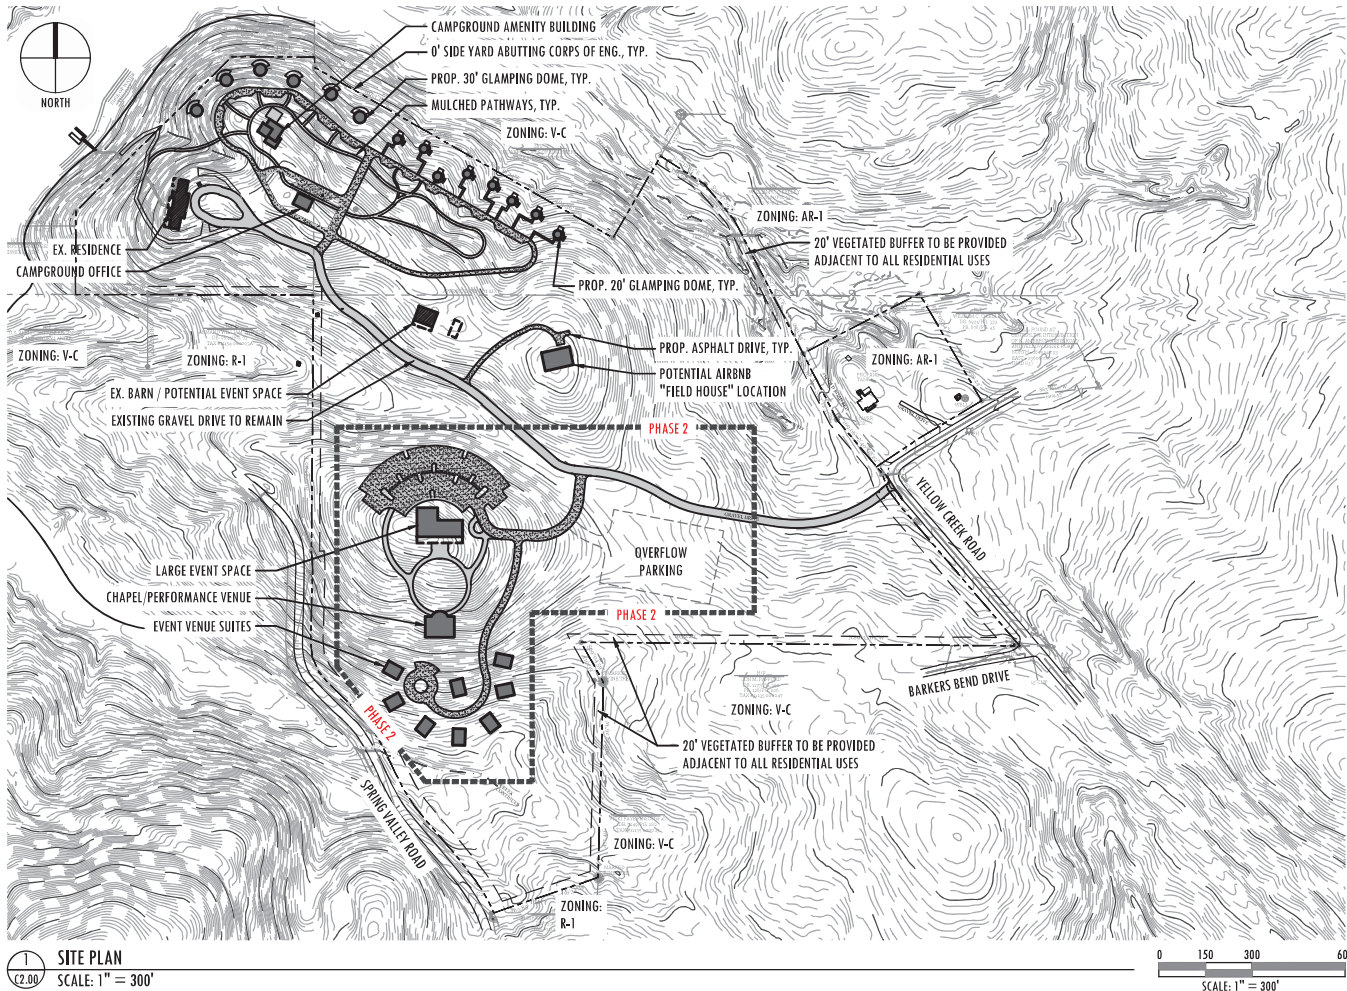 CAMPGROUND AMENITY BUILDING
0' SIDE YARD ABUTTING CORPS OF ENG., TYP.
PROP. 30' GLAMPING DOME, TYP.
MULCHED PATHWAYS, TYP.
NORTH
ZONING: V-C
ZONING: AR-1
20' VEGETATED BUFFER TO BE PROVIDED
ADJACENT TO ALL RESIDENTIAL USES
EX. RESIDENCE
CAMPGROUND OFFICE
PROP. 20' GLAMPING DOME, TYP.
ZONING: V-C
ZONING: R-1
PROP. ASPHALT DRIVE, TYP.
ZONING: AR-1
POTENTIAL AIRBNB
"FIELD HOUSE" LOCATION
EX. BARN / POTENTIAL EVENT SPACE
EXISTING GRAVEL DRIVE TO REMAIN
PHASE 2
YELLOW CREEK ROAD
OVERFLOW
PARKING
LARGE EVENT SPACE
CHAPEL/PERFORMANCE VENUE
EVENT VENUE SUITES
PHASE 2
BARKERS BEND DRIVE
ZONING: V-C
PHASE 2
20' VEGETATED BUFFER TO BE PROVIDED
ADJACENT TO ALL RESIDENTIAL USES
SPRING VALLEY ROAD
ZONING: V-C
ZONING:
R-1
1
C2.00
SITE PLAN
SCALE: 1" = 300'
0 150 300 60
SCALE: 1" = 300'